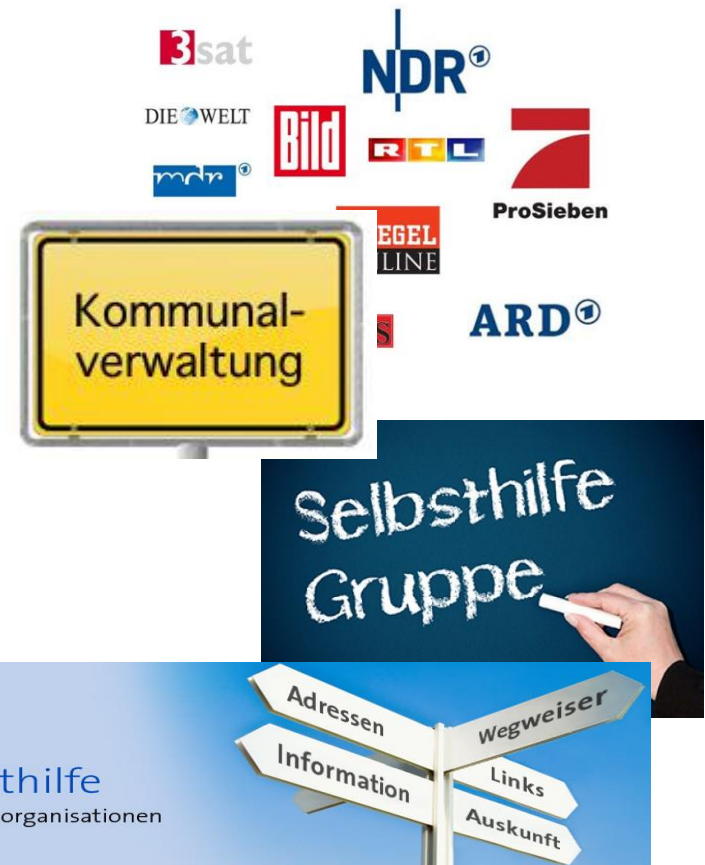 3sat
NDR
DIE WELT
Bild
RTL
mdr
ProSieben
EGEL
LINE
S
ARD
Kommunal-
verwaltung
Selbsthilfe
Gruppe
Adressen
Wegweiser
Information
Links
Auskunft
thilfe
organisationen